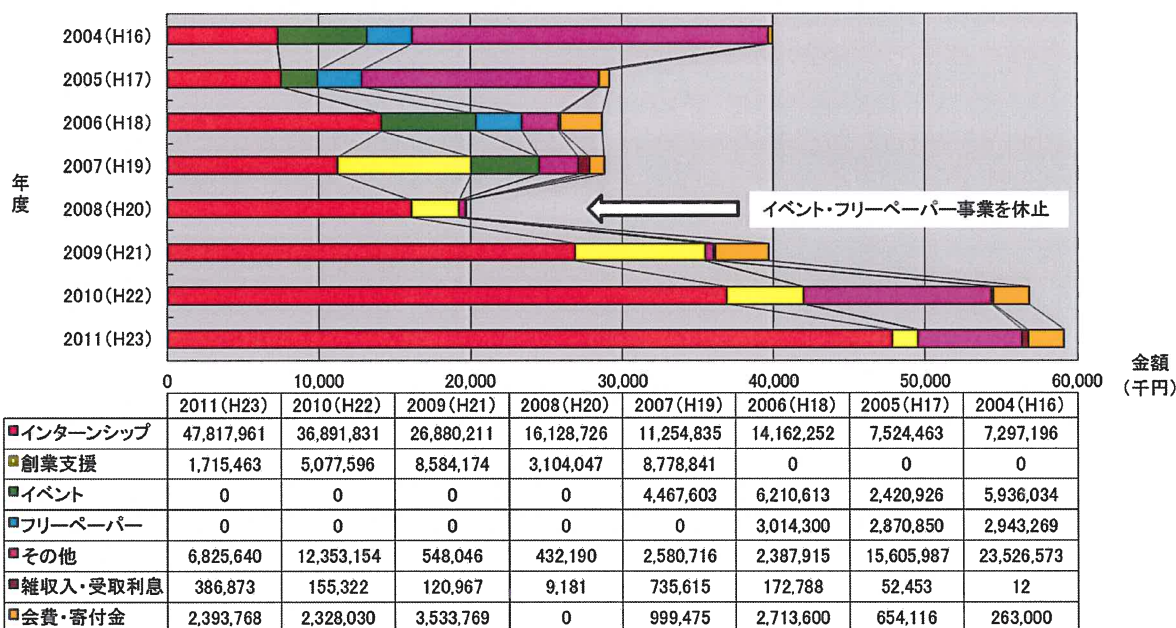 2004(H16)
2005(H17)
2006(H18)
2007(H19)
2008(H20)
2009(H21)
2010(H22)
2011(H23)
年度
イベント・フリーペーパー事業を休止
0 10,000 20,000 30,000 40,000 50,000 60,000
金額
(千円)
2011(H23) 2010(H22) 2009(H21) 2008(H20) 2007(H19) 2006(H18) 2005(H17) 2004(H16)
インターンシップ 47,817,961 36,891,831 26,880,211 16,128,726 11,254,835 14,162,252 7,524,463 7,297,196
創業支援 1,715,463 5,077,596 8,584,174 3,104,047 8,778,841 0 0 0
イベント 0 0 0 0 4,467,603 6,210,613 2,420,926 5,936,034
フリーペーパー 0 0 0 0 0 3,014,300 2,870,850 2,943,269
その他 6,825,640 12,353,154 548,046 432,190 2,580,716 2,387,915 15,605,987 23,526,573
雑収入・受取利息 386,873 155,322 120,967 9,181 735,615 172,788 52,453 12
会費・寄付金 2,393,768 2,328,030 3,533,769 0 999,475 2,713,600 654,116 263,000